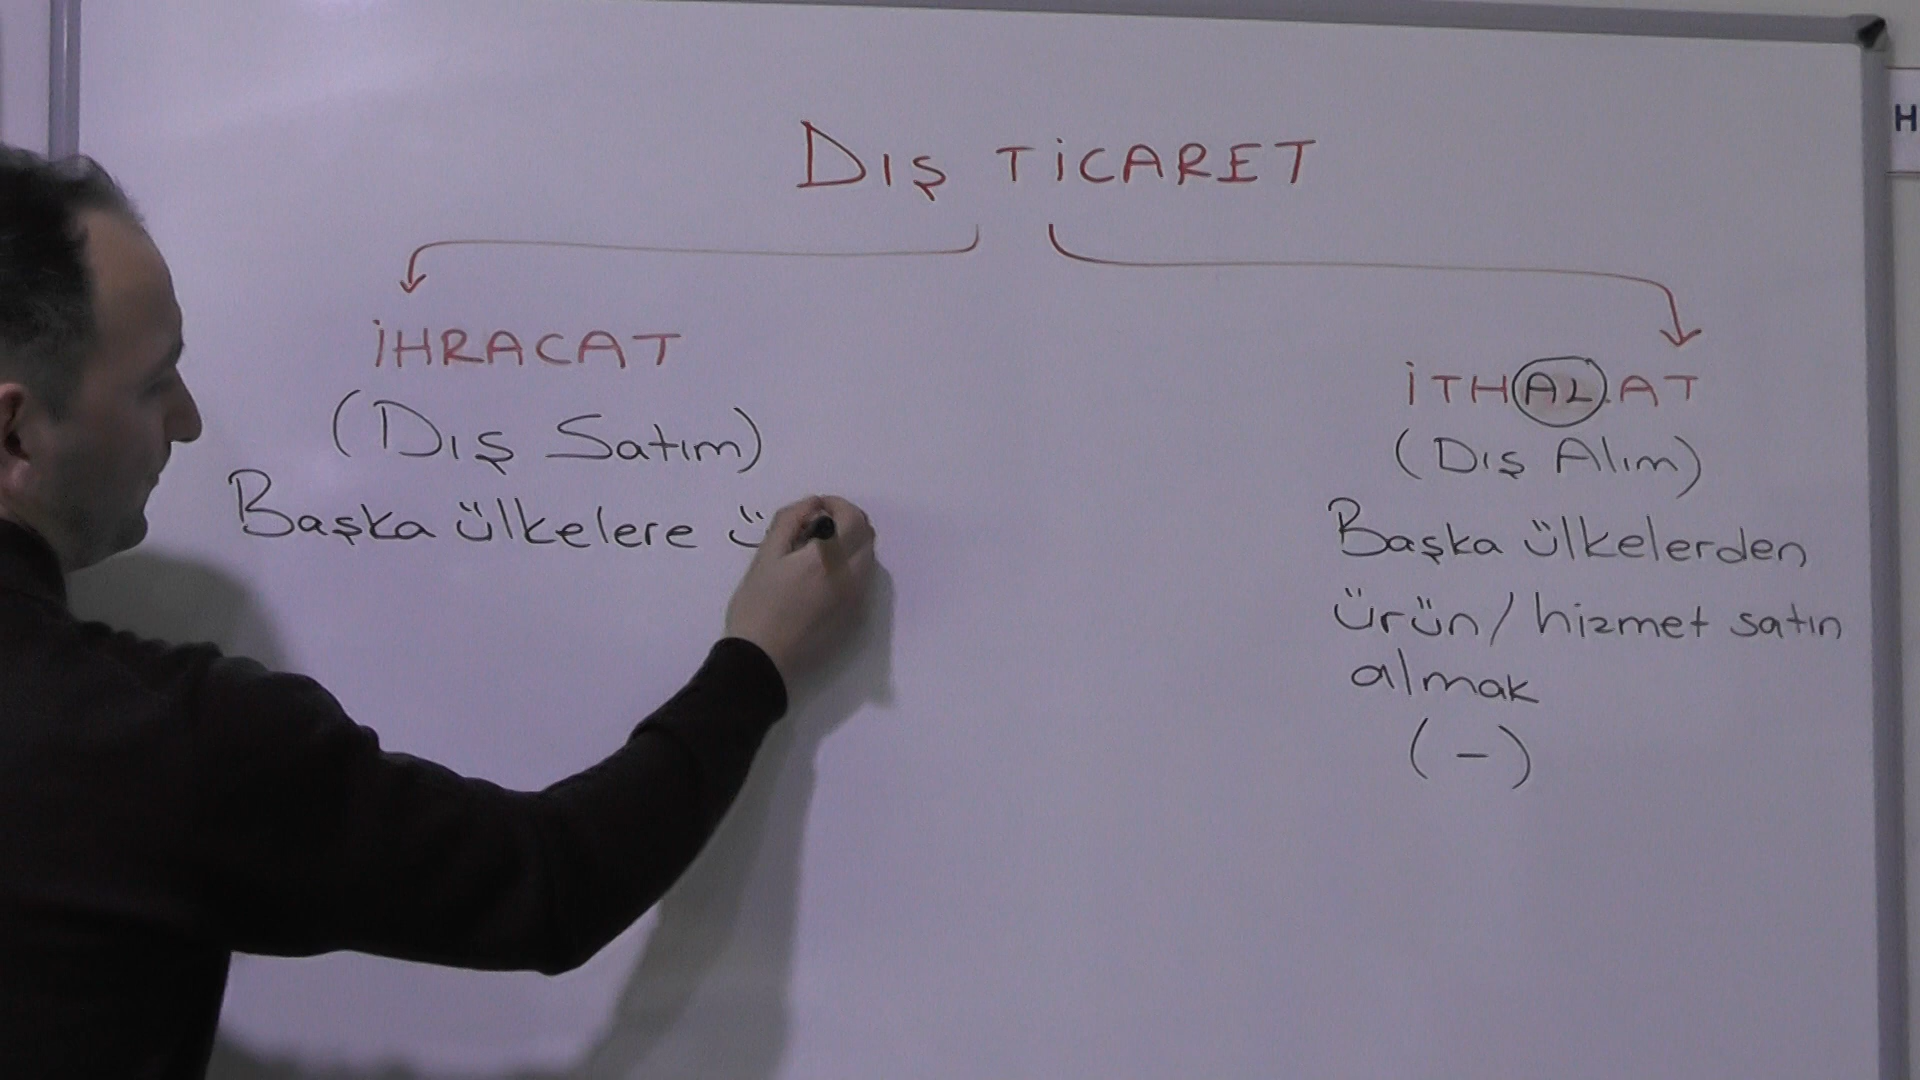 DIŞ TİCARET
İHRACAT
(Dış Satım)
Başka ülkelere ü
İTHALAT
(Dış Alım)
Başka ülkelerden
ürün/hizmet satın
almak
(-)
H